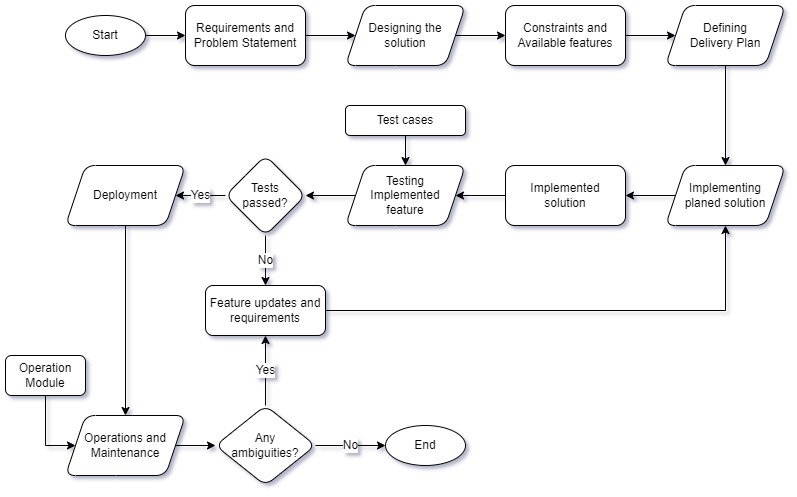 Start
Requirements and
Problem Statement
Designing the
solution
Constraints and
Available features
Defining
Delivery Plan
Test cases
Deployment
Yes
Tests
passed?
Testing
Implemented
feature
Implemented
solution
Implementing
planed solution
No
Feature updates and
requirements
Yes
Operation
Module
Operations and
Maintenance
Any
ambiguities?
No
End